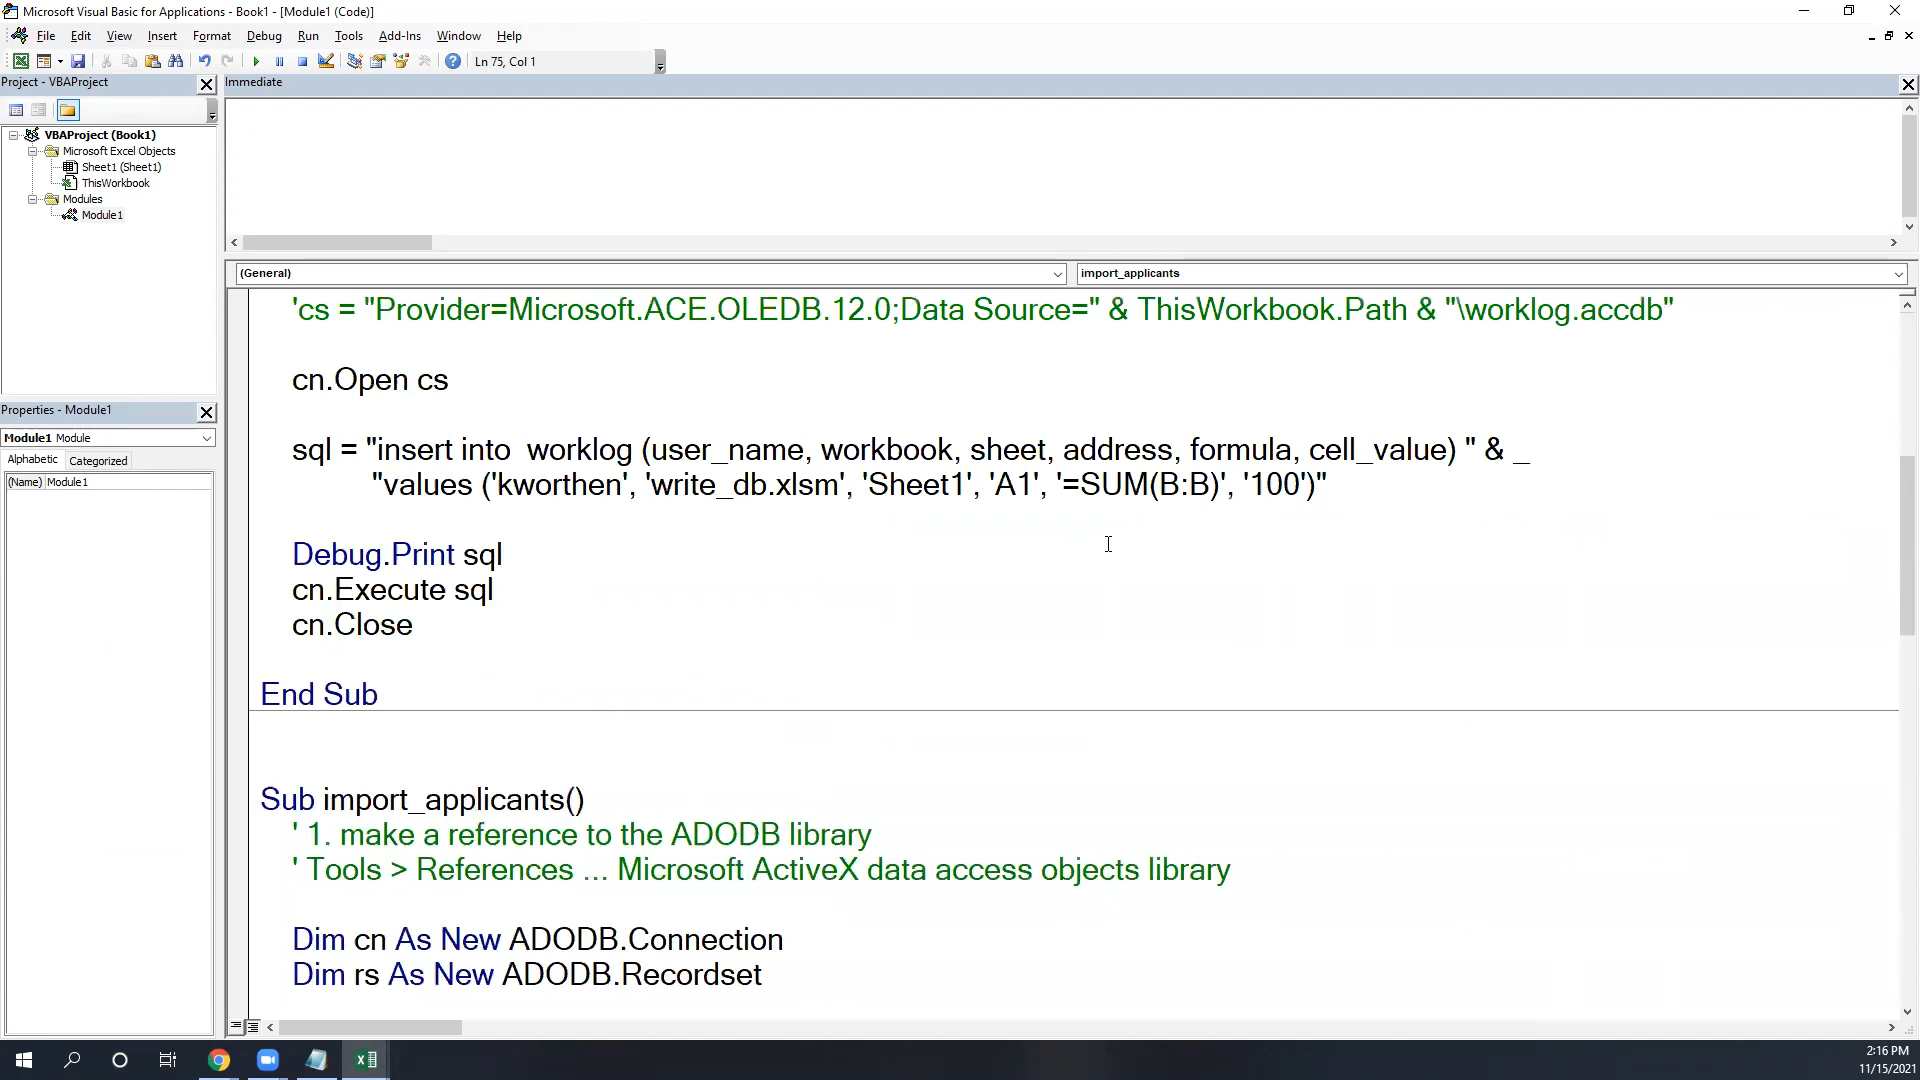 Microsoft Visual Basic for Applications - Book1 - [Module1 (Code)]
File Edit View Insert Format Debug Run Tools Add-Ins Window Help
Ln 75, Col 1
Project - VBAProject
Immediate
VBAProject (Book1)
Microsoft Excel Objects
Sheet1 (Sheet1)
ThisWorkbook
Modules
Module1
(General)
import_applicants
Properties - Module1
Module1 Module
Alphabetic Categorized
(Name) Module1
'cs = "Provider=Microsoft.ACE.OLEDB.12.0;Data Source=" & ThisWorkbook.Path & "\worklog.accdb"
cn.Open cs
sql = "insert into  worklog (user_name, workbook, sheet, address, formula, cell_value) " & _
"values ('kworthen', 'write_db.xlsm', 'Sheet1', 'A1', '=SUM(B:B)', '100')"
Debug.Print sql
cn.Execute sql
cn.Close
End Sub
Sub import_applicants()
' 1. make a reference to the ADODB library
' Tools > References ... Microsoft ActiveX data access objects library
Dim cn As New ADODB.Connection
Dim rs As New ADODB.Recordset
2:16 PM
11/15/2021